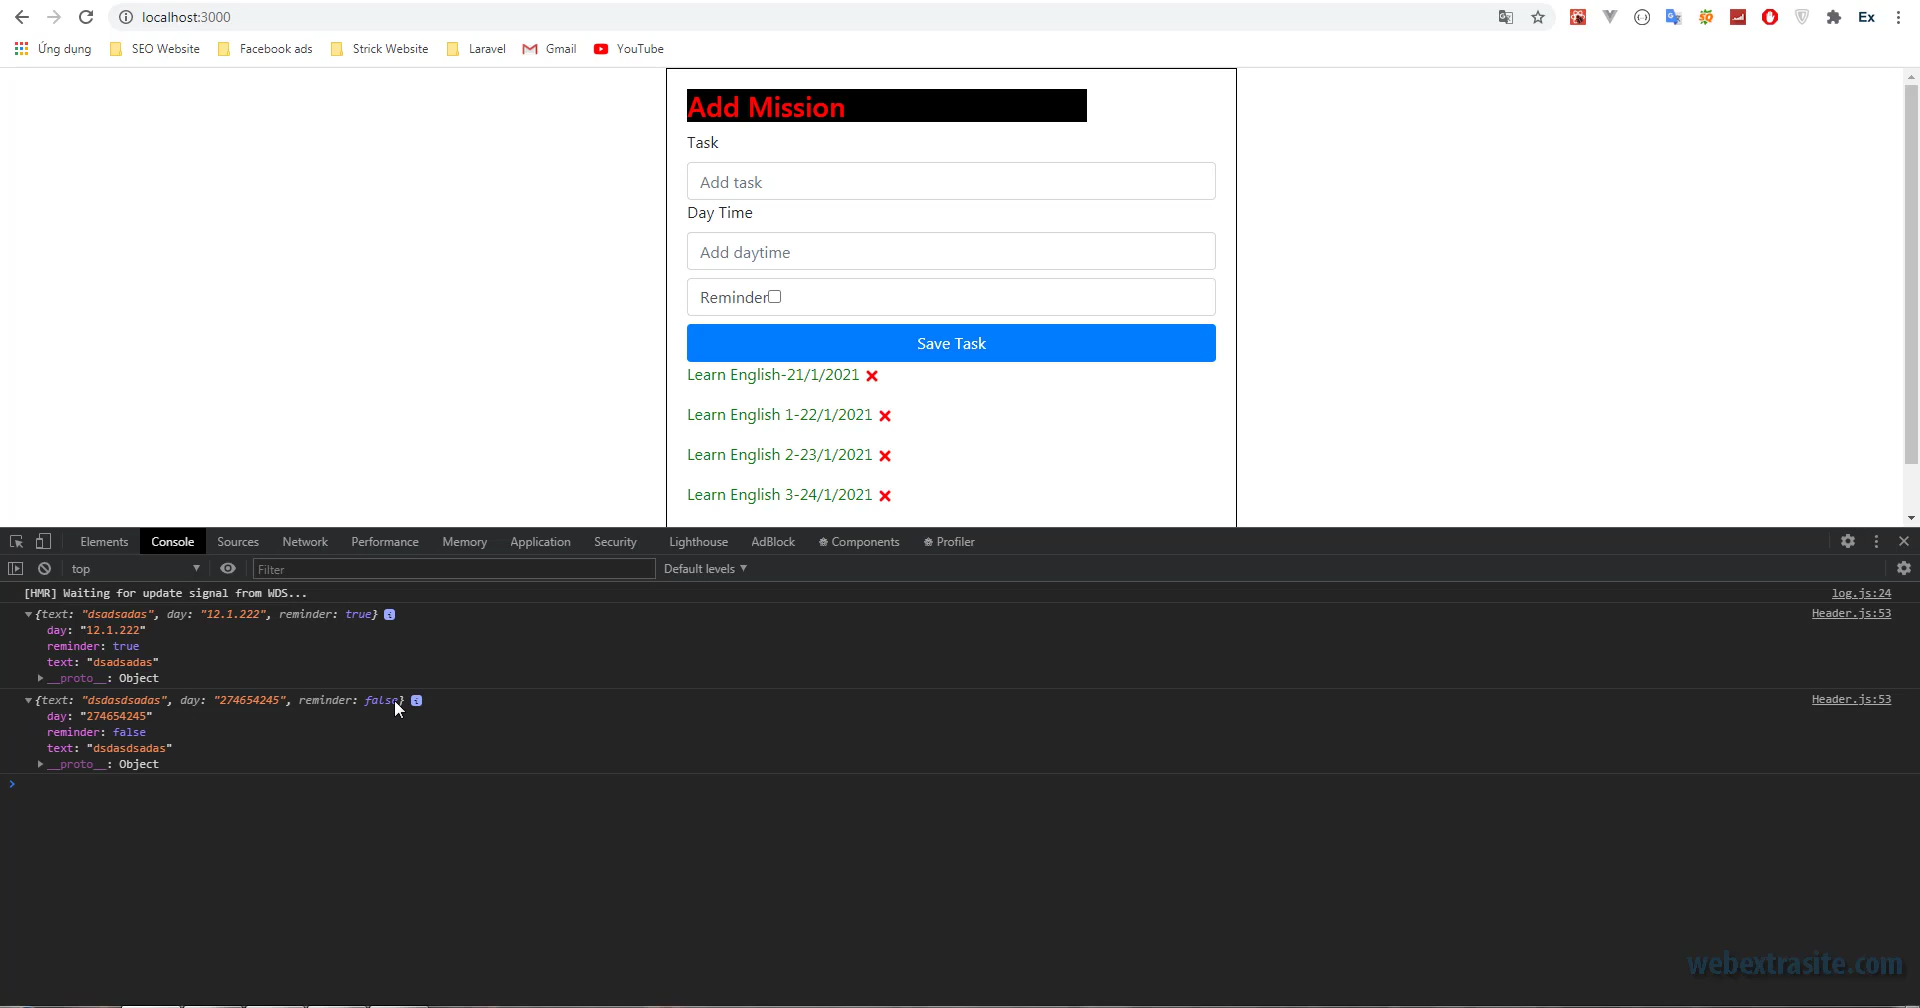 localhost:3000
Ex
Ứng dụng SEO Website Facebook ads Strick Website Laravel Gmail YouTube
Add Mission
Task
Add task
Day Time
Add daytime
Reminder
Save Task
Learn English-21/1/2021
Learn English 1-22/1/2021
Learn English 2-23/1/2021
Learn English 3-24/1/2021
Elements Console Sources Network Performance Memory Application Security Lighthouse AdBlock Components Profiler
top Filter Default levels
[HMR] Waiting for update signal from WDS... log.js:24
{text: "dsadsadas", day: "12.1.222", reminder: true} i Header.js:53
day: "12.1.222"
reminder: true
text: "dsadsadas"
__proto__: Object
{text: "dsdasdsadas", day: "274654245", reminder: false} i Header.js:53
day: "274654245"
reminder: false
text: "dsdasdsadas"
__proto__: Object
webextrasite.com